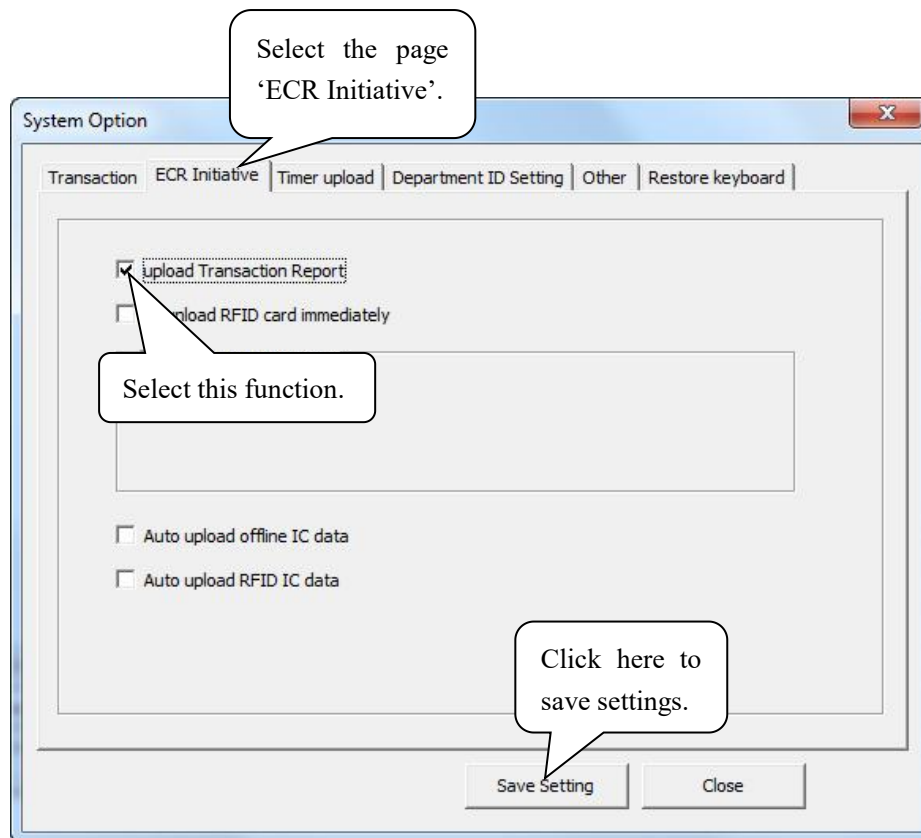 Select the page
‘ECR Initiative’.
System Option
Transaction ECR Initiative Timer upload Department ID Setting Other Restore keyboard
upload Transaction Report
RFID card immediately
Select this function.
Auto upload offline IC data
Auto upload RFID IC data
Click here to
save settings.
Save Setting Close